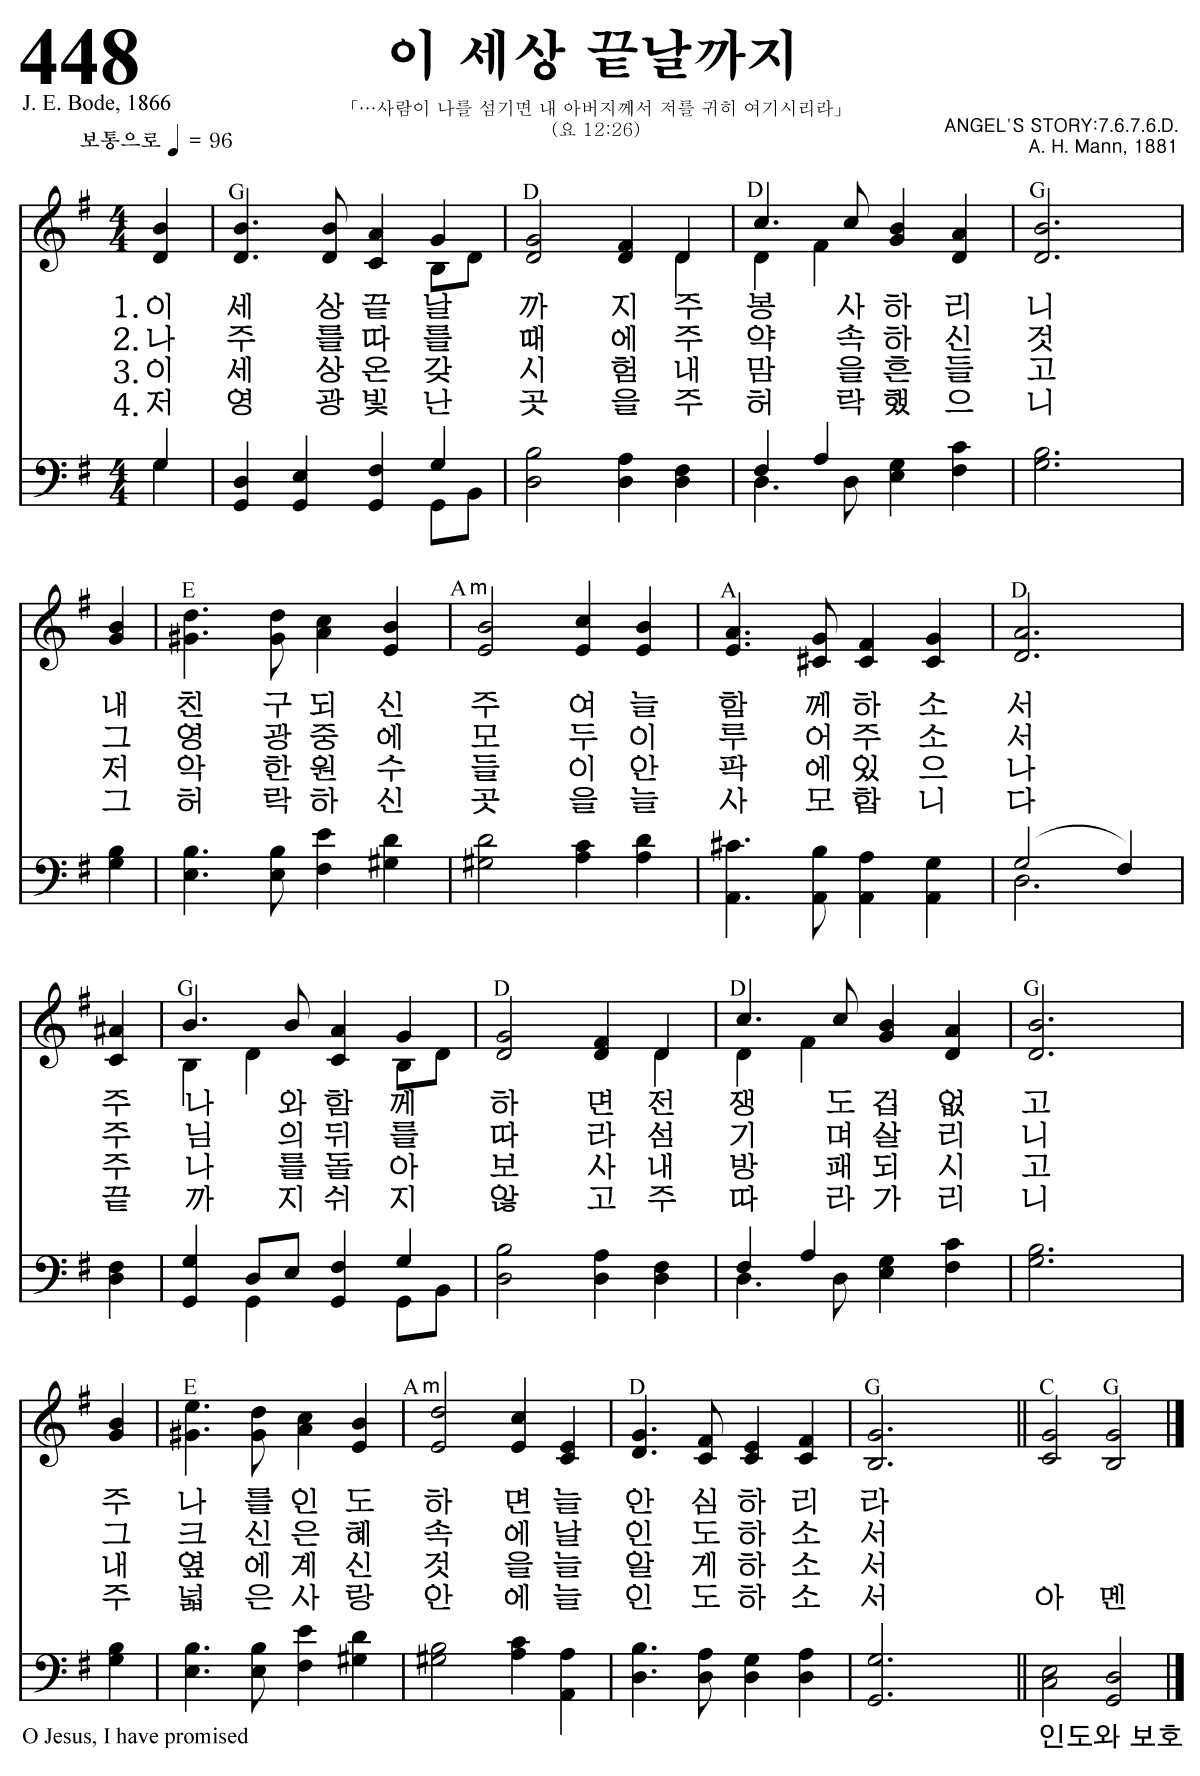 448
이 세상 끝날까지
J. E. Bode, 1866
「…사람이 나를 섬기면 내 아버지께서 저를 귀히 여기시리라」
(요 12:26)
보통으로 ♩ = 96
ANGEL'S STORY:7.6.7.6.D.
A. H. Mann, 1881
G D D G
1.이 세 상 끝 날 까 지 주 봉 사 하 리 니
2.나 주 를 따 를 때 에 주 약 속 하 신 것
3.이 세 상 온 갖 시 험 내 맘 을 흔 들 고
4.저 영 광 빛 난 곳 을 주 허 락 했 으 니
E Am A D
내 친 구 되 신 주 여 늘 함 께 하 소 서
그 영 광 중 에 모 두 이 루 어 주 소 서
저 악 한 원 수 들 이 안 팍 에 있 으 나
그 허 락 하 신 곳 을 늘 사 모 합 니 다
G D D G
주 나 와 함 께 하 면 전 쟁 도 겁 없 고
주 님 의 뒤 를 따 라 섬 기 며 살 리 니
주 나 를 돌 아 보 사 내 방 패 되 시 고
끝 까 지 쉬 지 않 고 주 따 라 가 리 니
E Am D G C G
주 나 를 인 도 하 면 늘 안 심 하 리 라
그 크 신 은 혜 속 에 날 인 도 하 소 서
내 옆 에 계 신 것 을 늘 알 게 하 소 서
주 넓 은 사 랑 안 에 늘 인 도 하 소 서 아 멘
O Jesus, I have promised
인도와 보호